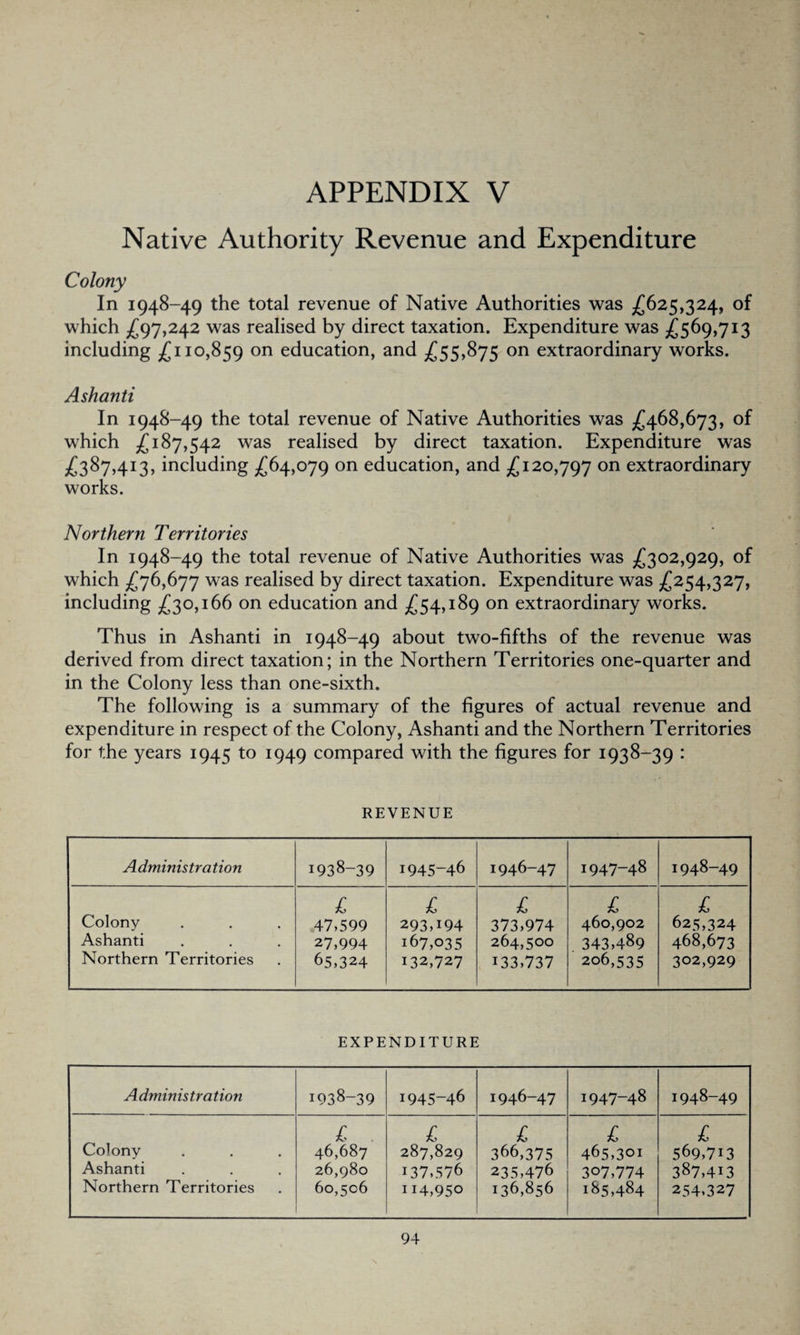 APPENDIX V
Native Authority Revenue and Expenditure
Colony
In 1948–49 the total revenue of Native Authorities was £625,324, of
which £97,242 was realised by direct taxation. Expenditure was £569,713
including £110,859 on education, and £55,875 on extraordinary works.
Ashanti
In 1948–49 the total revenue of Native Authorities was £468,673, of
which £187,542 was realised by direct taxation. Expenditure was
£387,413, including £64,079 on education, and £120,797 on extraordinary
works.
Northern Territories
In 1948–49 the total revenue of Native Authorities was £302,929, of
which £76,677 was realised by direct taxation. Expenditure was £254,327,
including £30,166 on education and £54,189 on extraordinary works.
Thus in Ashanti in 1948–49 about two-fifths of the revenue was
derived from direct taxation; in the Northern Territories one-quarter and
in the Colony less than one-sixth.
The following is a summary of the figures of actual revenue and
expenditure in respect of the Colony, Ashanti and the Northern Territories
for the years 1945 to 1949 compared with the figures for 1938–39 :
REVENUE
Administration 1938–39 1945–46 1946–47 1947–48 1948–49
£ £ £ £ £
Colony . . . 47,599 293,194 373,974 460,902 625,324
Ashanti . . . 27,994 167,035 264,500 343,489 468,673
Northern Territories . 65,324 132,727 133,737 206,535 302,929
EXPENDITURE
Administration 1938–39 1945–46 1946–47 1947–48 1948–49
£ £ £ £ £
Colony . . . 46,687 287,829 366,375 465,301 569,713
Ashanti . . . 26,980 137,576 235,476 307,774 387,413
Northern Territories . 60,506 114,950 136,856 185,484 254,327
94